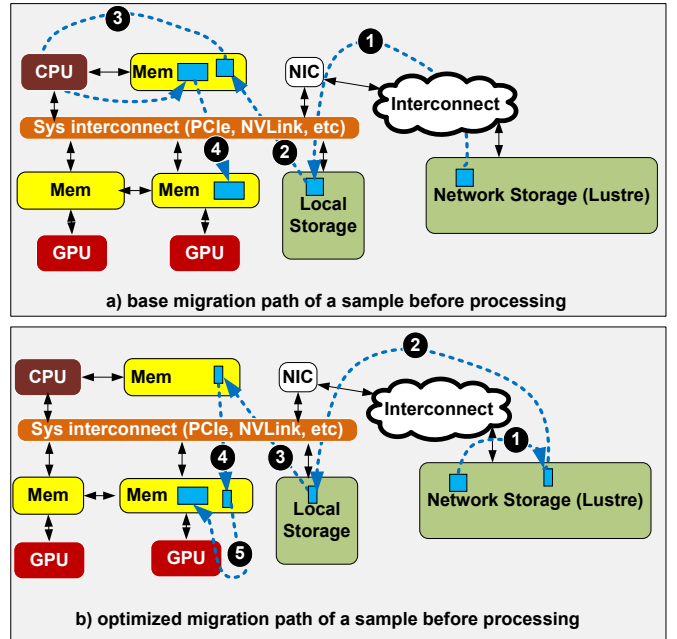 3
1
CPU
Mem
NIC
Interconnect
Sys interconnect (PCIe, NVLink, etc)
4
2
Mem
Mem
Local
Storage
Network Storage (Lustre)
GPU
GPU
a) base migration path of a sample before processing
2
CPU
Mem
NIC
Interconnect
Sys interconnect (PCIe, NVLink, etc)
1
4
3
Mem
Mem
Local
Storage
Network Storage (Lustre)
GPU
GPU
5
b) optimized migration path of a sample before processing